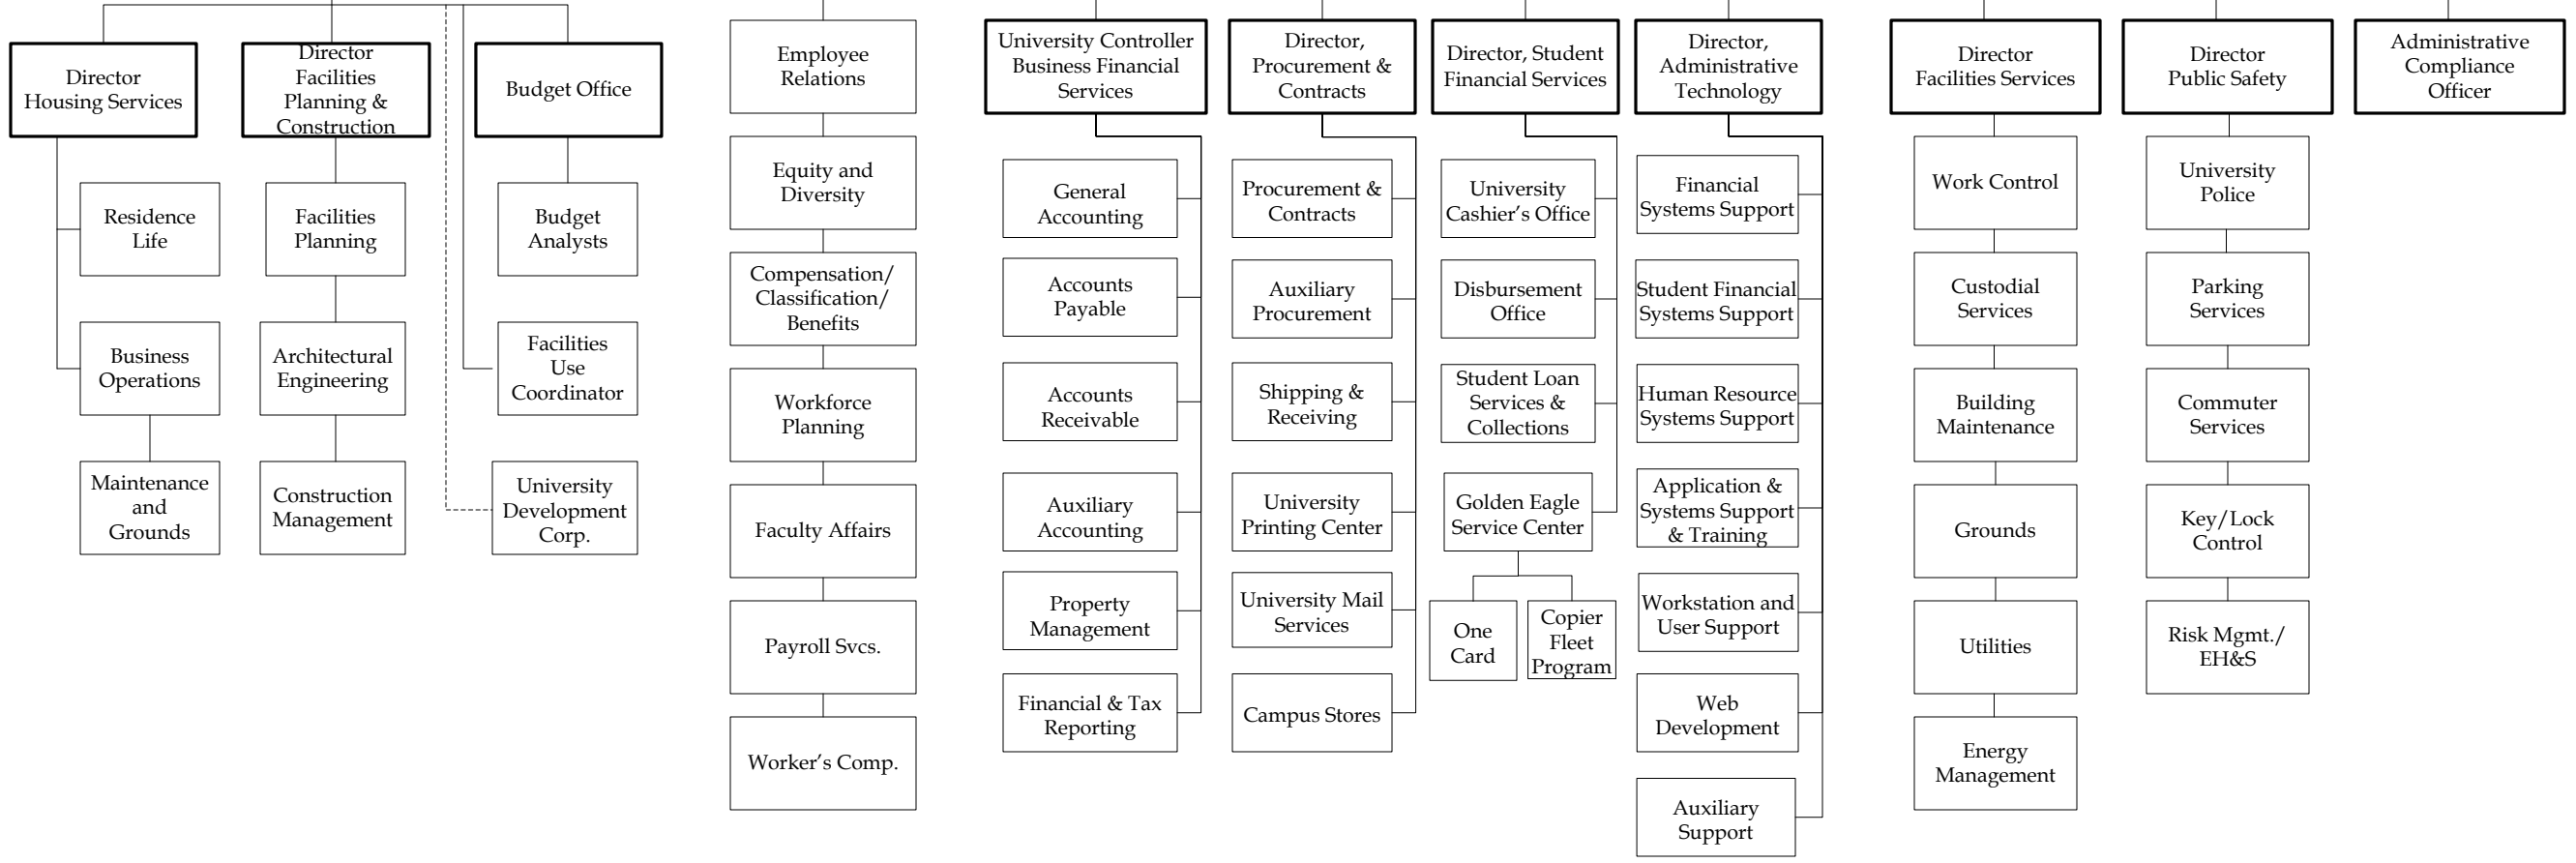 Director
Housing Services
Residence
Life
Business
Operations
Maintenance
and
Grounds
Director
Facilities
Planning &
Construction
Facilities
Planning
Architectural
Engineering
Construction
Management
Budget Office
Budget
Analysts
Facilities
Use
Coordinator
University
Development
Corp.
Employee
Relations
Equity and
Diversity
Compensation/
Classification/
Benefits
Workforce
Planning
Faculty Affairs
Payroll Svcs.
Worker's Comp.
University Controller
Business Financial
Services
General
Accounting
Accounts
Payable
Accounts
Receivable
Auxiliary
Accounting
Property
Management
Financial & Tax
Reporting
Director,
Procurement &
Contracts
Procurement &
Contracts
Auxiliary
Procurement
Shipping &
Receiving
University
Printing Center
University Mail
Services
Campus Stores
Director, Student
Financial Services
University
Cashier's Office
Disbursement
Office
Student Loan
Services &
Collections
Golden Eagle
Service Center
One
Card
Copier
Fleet
Program
Director,
Administrative
Technology
Financial
Systems Support
Student Financial
Systems Support
Human Resource
Systems Support
Application &
Systems Support
& Training
Workstation and
User Support
Web
Development
Auxiliary
Support
Director
Facilities Services
Work Control
Custodial
Services
Building
Maintenance
Grounds
Utilities
Energy
Management
Director
Public Safety
University
Police
Parking
Services
Commuter
Services
Key/Lock
Control
Risk Mgmt./
EH&S
Administrative
Compliance
Officer